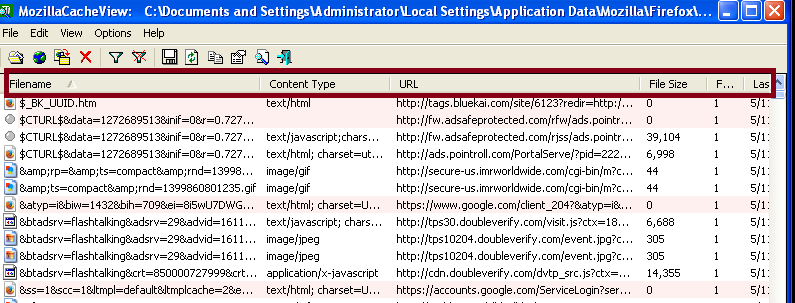 MozillaCacheView: C:\Documents and Settings\Administrator\Local Settings\Application Data\Mozilla\Firefox\...
File Edit View Options Help
Filename Content Type URL File Size F... Las
$_BK_UUID.htm text/html http://tags.bluekai.com/site/6123?redir=http:/... 0 1 5/11
$CTURL$&data=1272689513&inif=0&r=0.727... http://fw.adsafeprotected.com/rfw/ads.pointr... 0 1 5/11
$CTURL$&data=1272689513&inif=0&r=0.727... text/javascript;chars... http://fw.adsafeprotected.com/rjss/ads.pointr... 39,104 1 5/11
$CTURL$&data=1272689513&inif=0&r=0.727... text/html; charset=ut... http://ads.pointroll.com/PortalServe/?pid=222... 6,998 1 5/11
&amp;rp=&amp;ts=compact&amp;rnd=13998... image/gif http://secure-us.imrworldwide.com/cgi-bin/m?c... 44 1 5/11
&amp;ts=compact&amp;rnd=1399860801235.gif image/gif http://secure-us.imrworldwide.com/cgi-bin/m?c... 44 1 5/11
&atyp=i&biw=1432&bih=709&ei=8i5wU7DWG... text/html; charset=U... https://www.google.com/client_204?&atyp=i&... 0 1 5/11
&btadsrv=flashtalking&adsrv=29&advid=1611... text/javascript; chars... http://tps30.doubleverify.com/visit.js?ctx=18... 6,688 1 5/11
&btadsrv=flashtalking&adsrv=29&advid=1611... image/jpeg http://tps10204.doubleverify.com/event.jpg?c... 305 1 5/11
&btadsrv=flashtalking&adsrv=29&advid=1611... image/jpeg http://tps10204.doubleverify.com/event.jpg?c... 305 1 5/11
&btadsrv=flashtalking&crt=850000727999&crt... application/x-javascript http://cdn.doubleverify.com/dvtp_src.js?ctx=... 14,355 1 5/11
&ss=1&scc=1&ltmpl=default&ltmplcache=2&e... text/html; charset=U... https://accounts.google.com/ServiceLogin?ser... 0 1 5/11